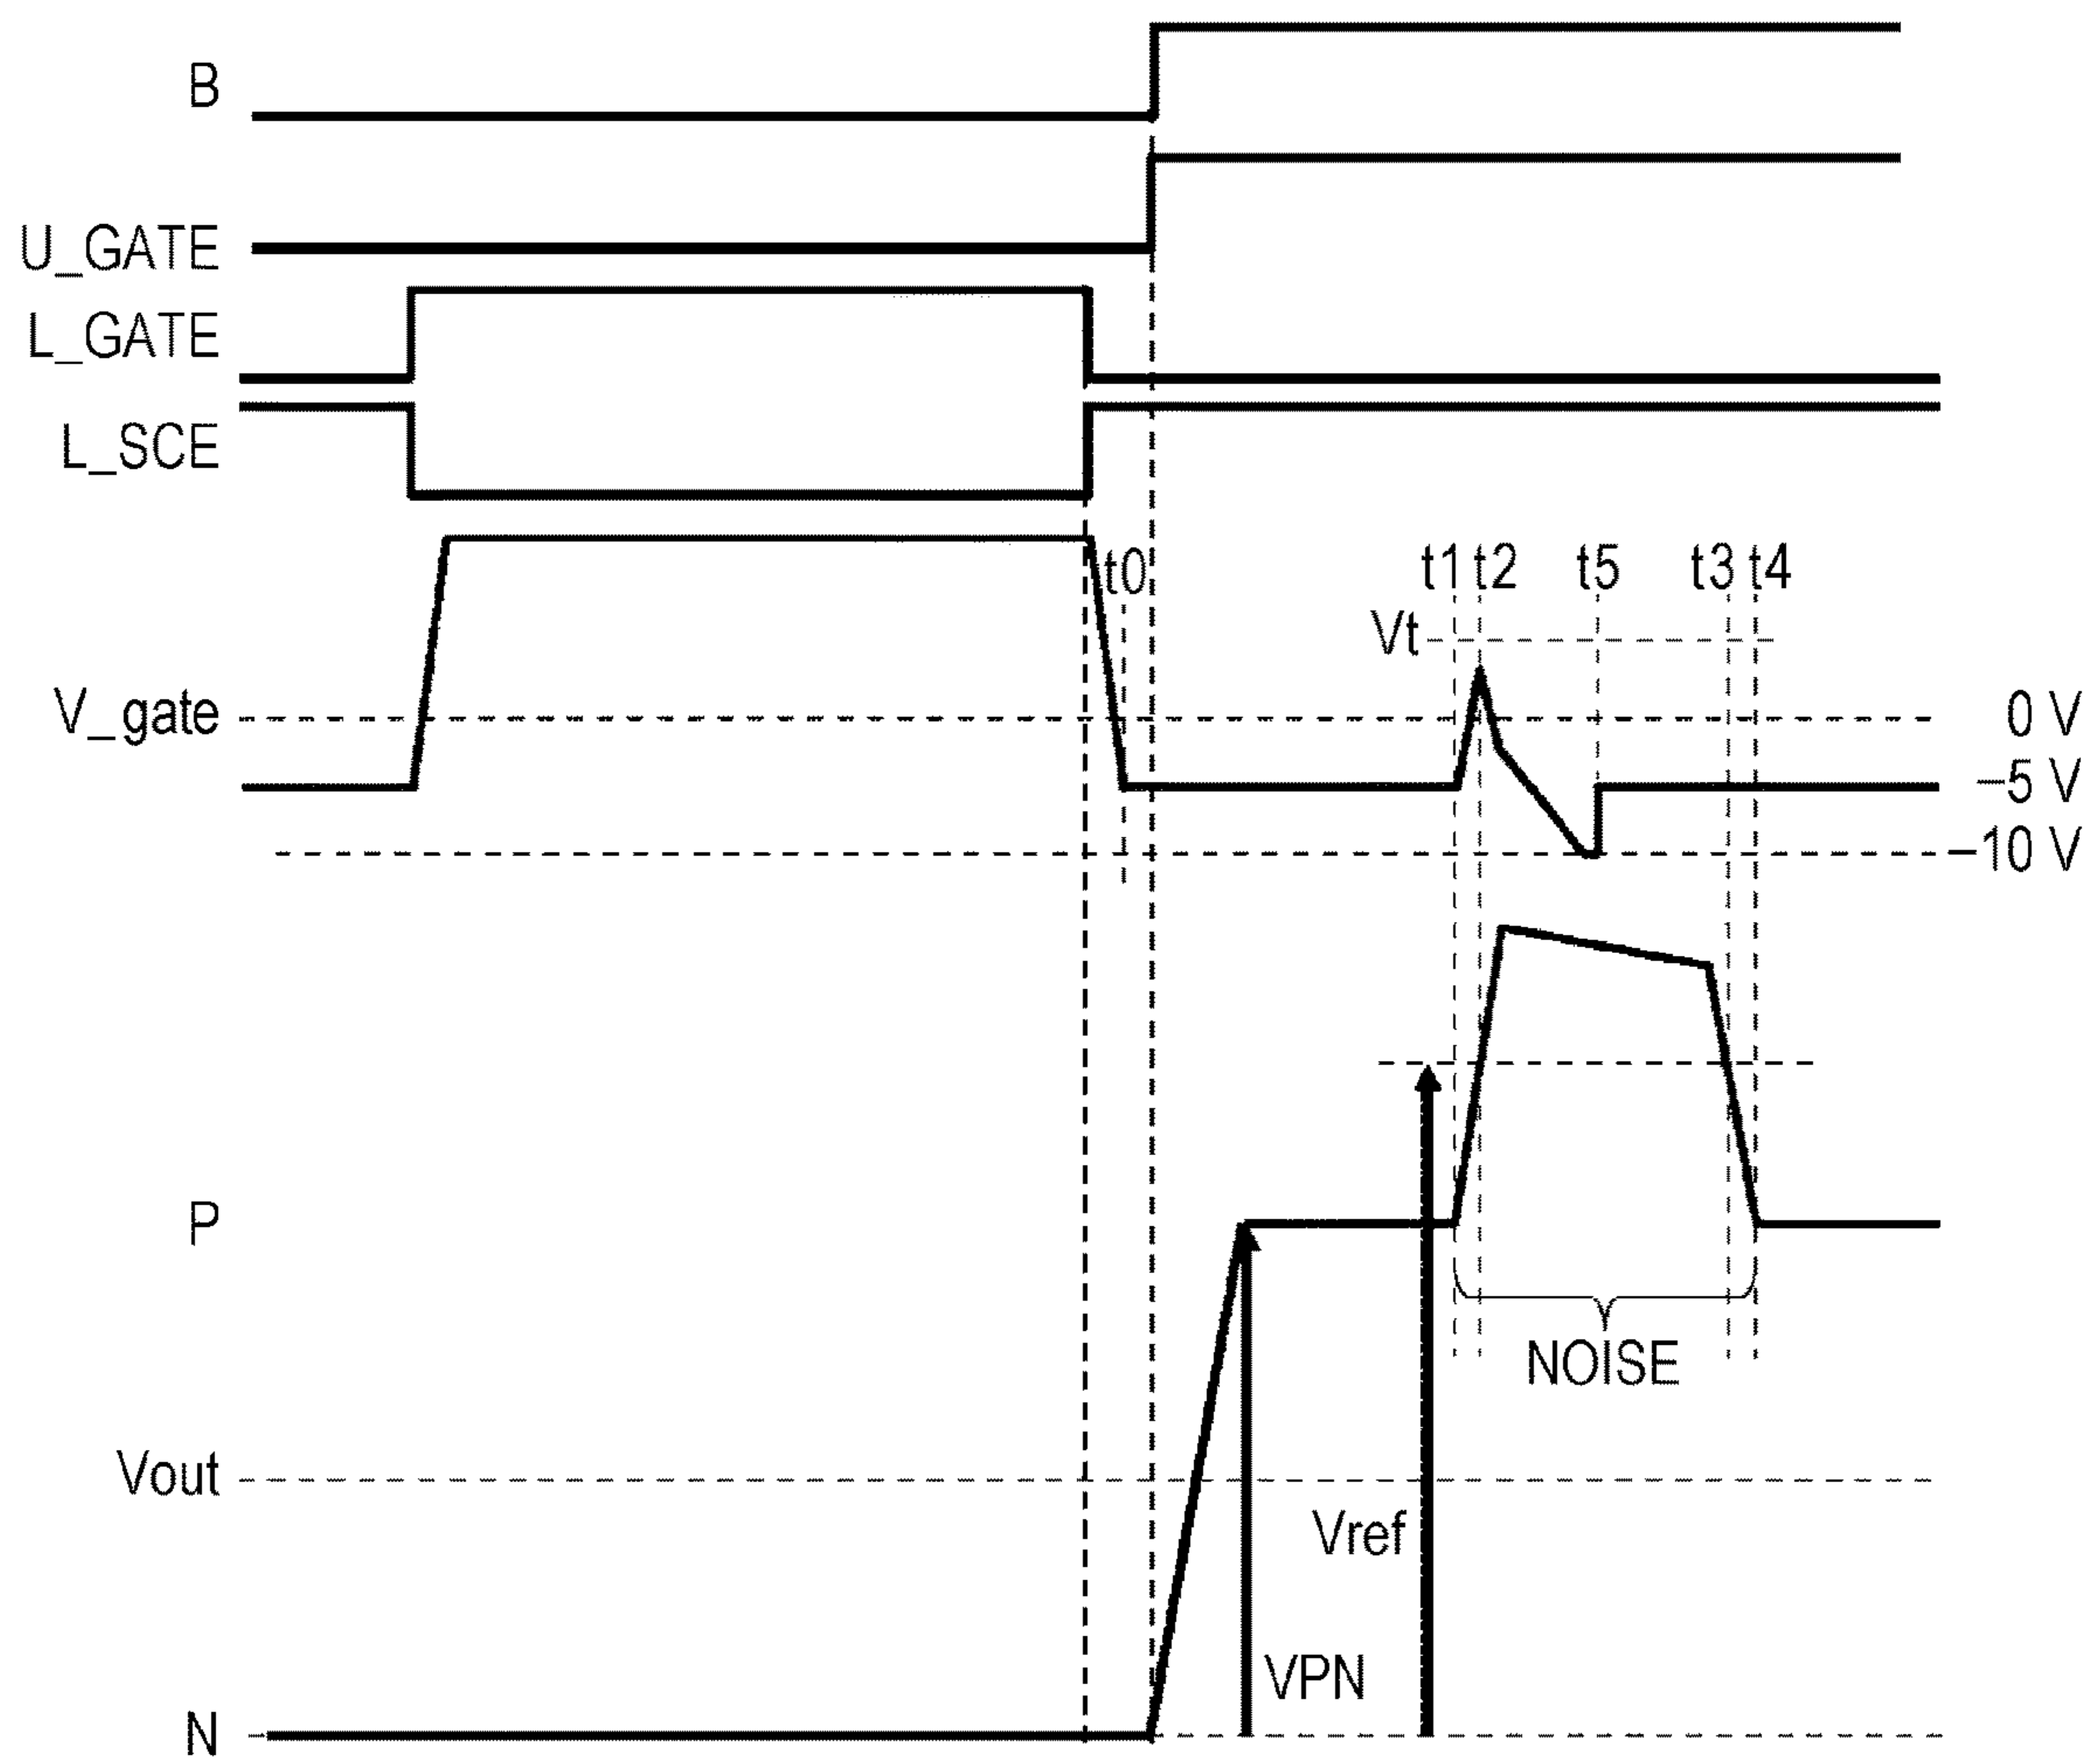 B
U_GATE
L_GATE
L_SCE
t0
t1 t2 t5 t3 t4
Vt
V_gate
0 V
−5 V
−10 V
P
NOISE
Vout
Vref
VPN
N